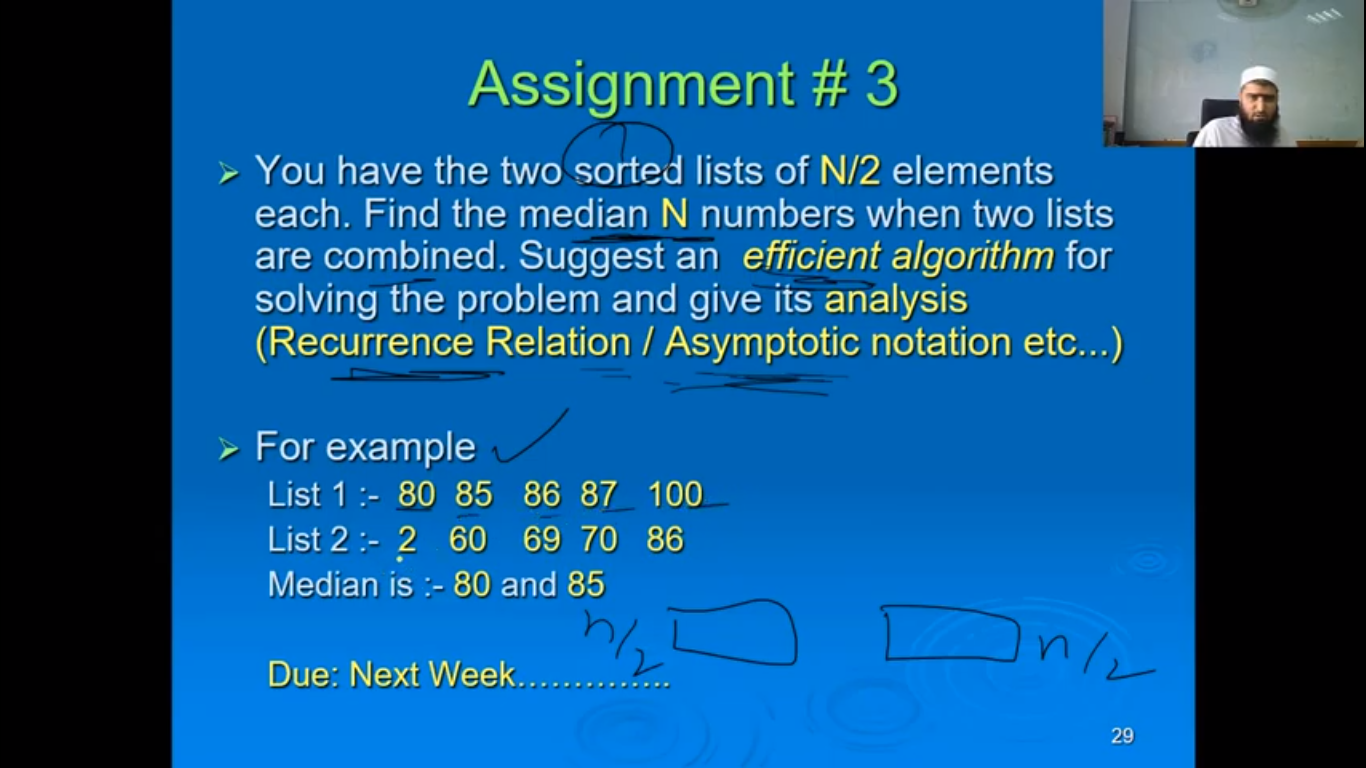 Assignment # 3
You have the two sorted lists of N/2 elements
each. Find the median N numbers when two lists
are combined. Suggest an efficient algorithm for
solving the problem and give its analysis
(Recurrence Relation / Asymptotic notation etc...)
For example
List 1 :- 80 85 86 87 100
List 2 :- 2 60 69 70 86
Median is :- 80 and 85
n/2 n/2
Due: Next Week…………..
29